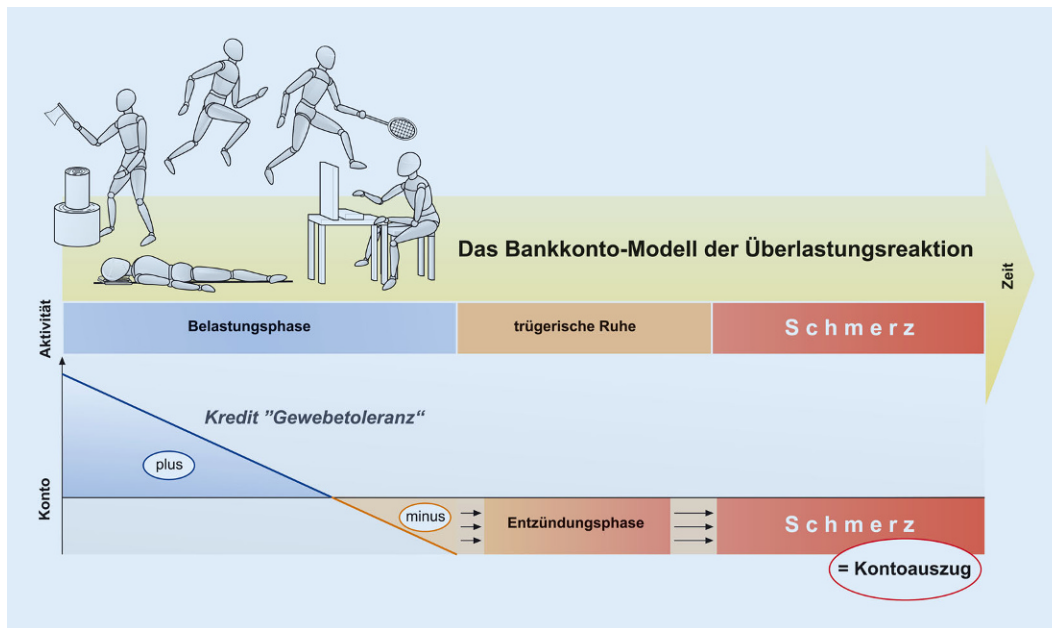 Das Bankkonto-Modell der Überlastungsreaktion
Zeit
Aktivität
Belastungsphase
trügerische Ruhe
Schmerz
Konto
Kredit ”Gewebetoleranz“
plus
minus
Entzündungsphase
Schmerz
= Kontoauszug